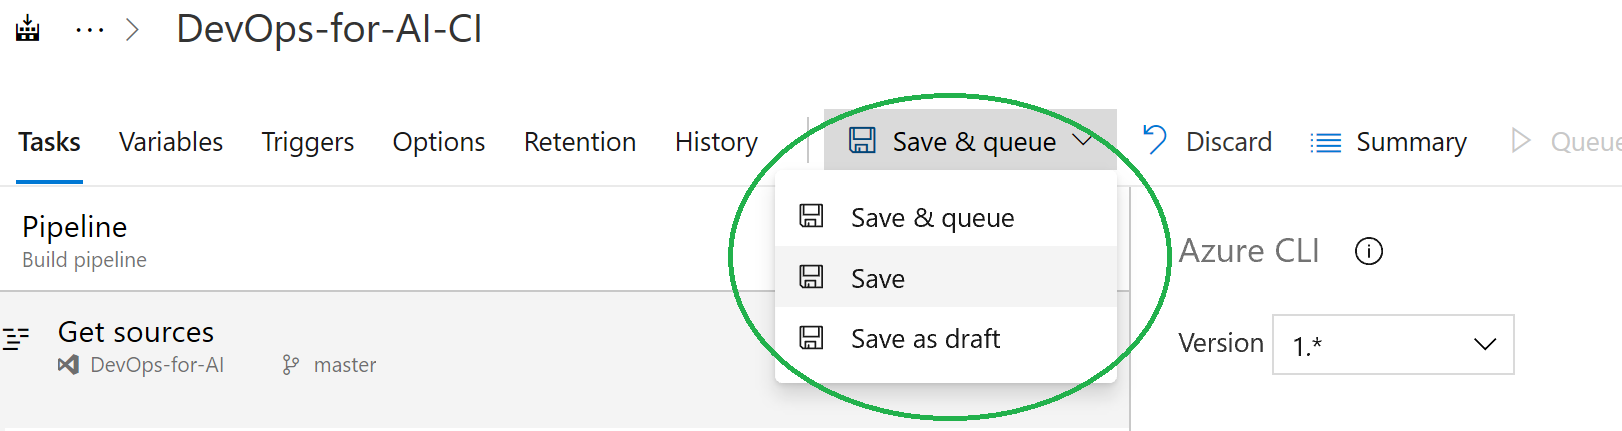 ... > DevOps-for-AI-CI
Tasks Variables Triggers Options Retention History Save & queue Discard Summary Queue
Pipeline
Build pipeline
Save & queue
Save
Save as draft
Get sources
DevOps-for-AI master
Azure CLI
Version 1.*